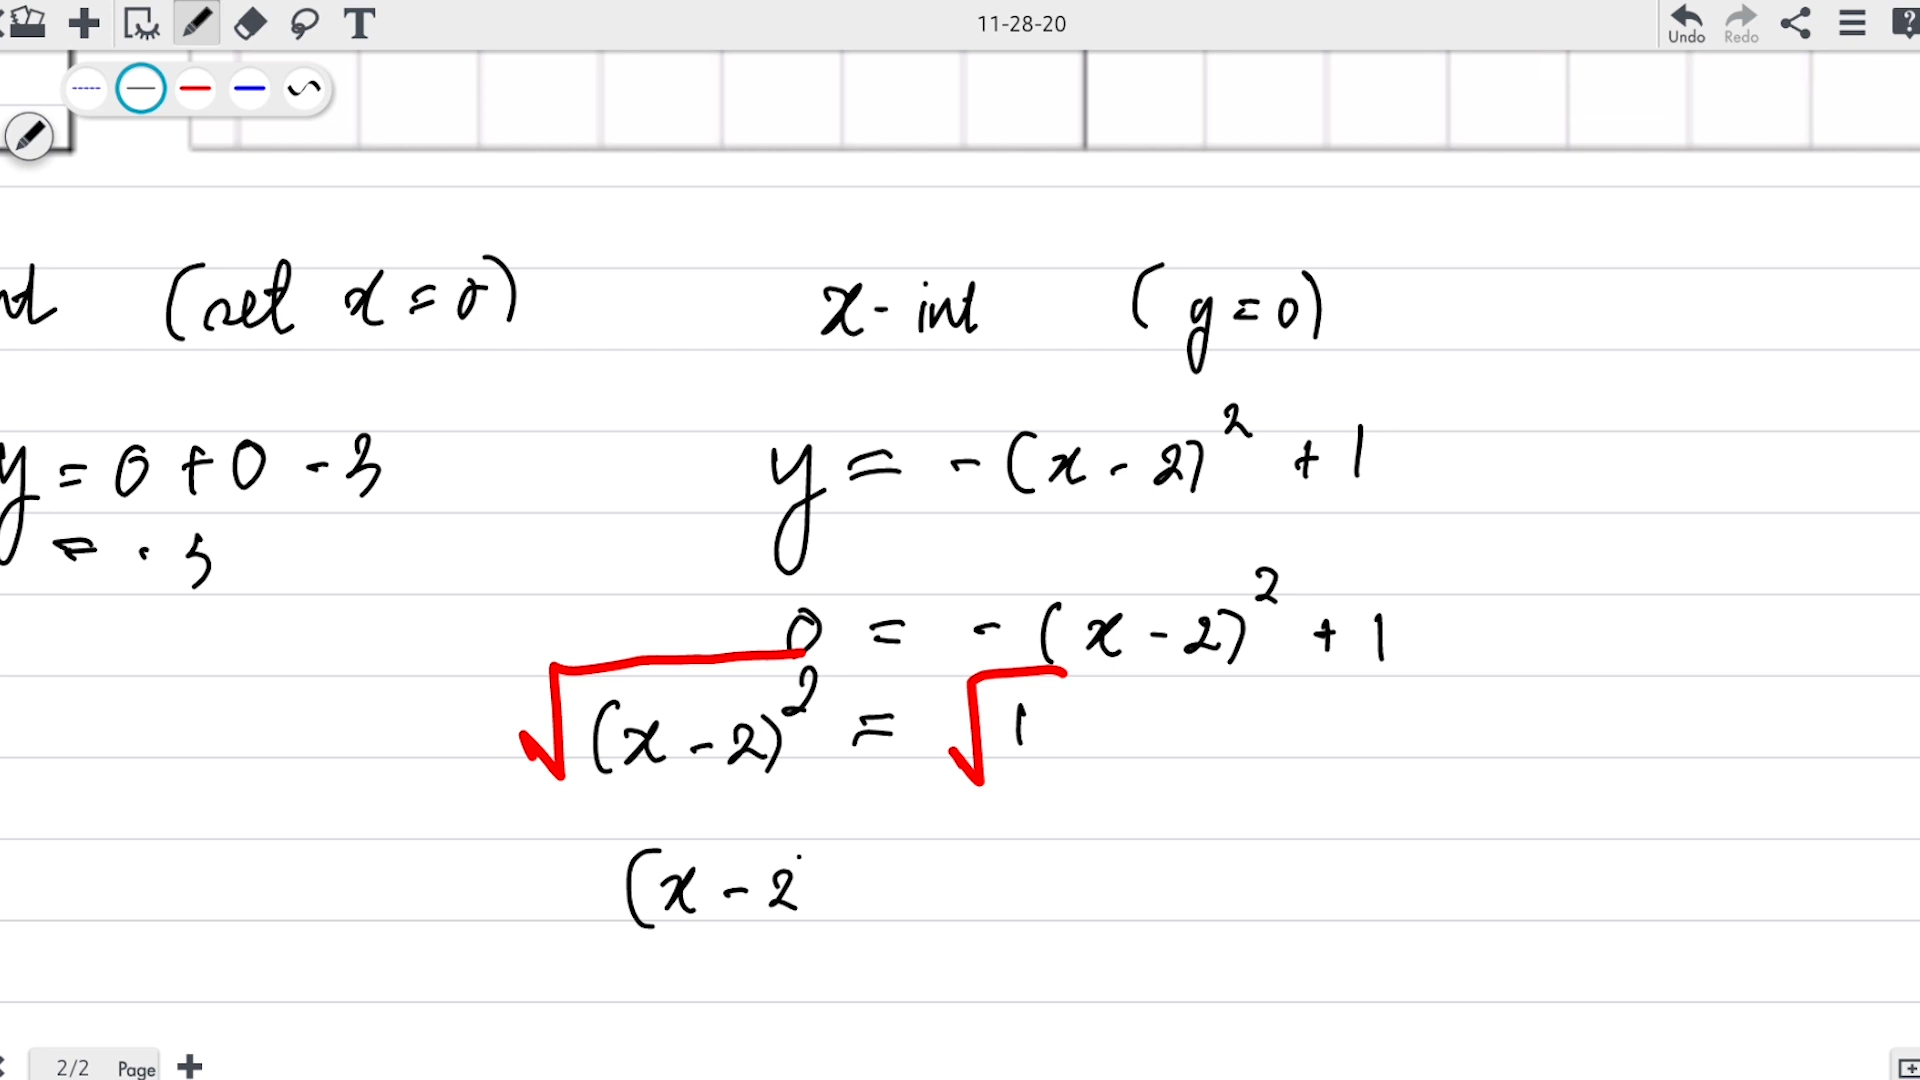 T
11-28-20
Undo Redo ?
(set x = 0) x-int (y = 0)
y = 0 + 0 - 3 y = -(x - 2)² + 1
= -3
0 = -(x - 2)² + 1
√(x - 2)² = √1
(x - 2
2/2 Page